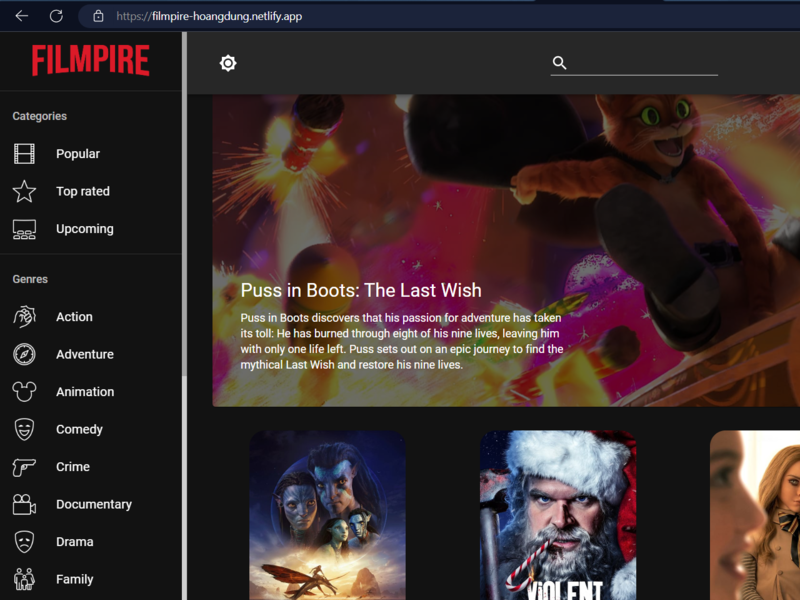 https://filmpire-hoangdung.netlify.app
FILMPIRE
Categories
Popular
Top rated
Upcoming
Genres
Action
Adventure
Animation
Comedy
Crime
Documentary
Drama
Family
Puss in Boots: The Last Wish
Puss in Boots discovers that his passion for adventure has taken
its toll: He has burned through eight of his nine lives, leaving him
with only one life left. Puss sets out on an epic journey to find the
mythical Last Wish and restore his nine lives.
VIOLENT